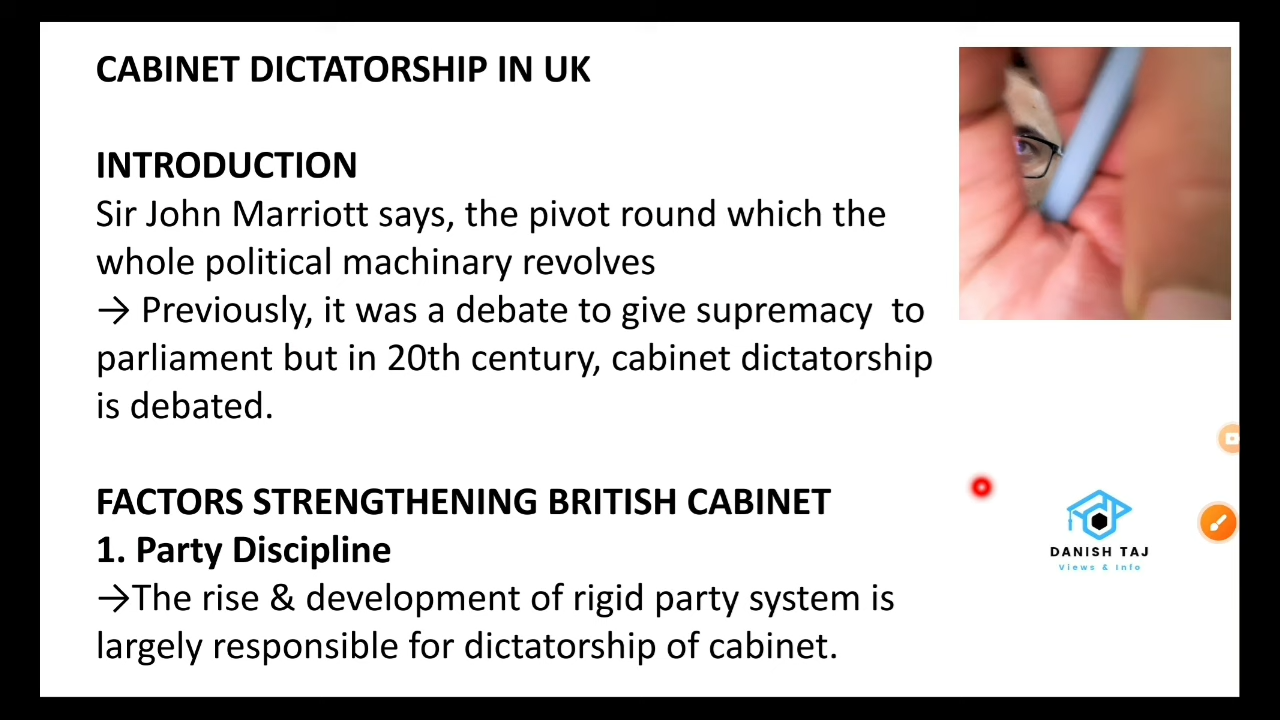 CABINET DICTATORSHIP IN UK
INTRODUCTION
Sir John Marriott says, the pivot round which the
whole political machinary revolves
→ Previously, it was a debate to give supremacy to
parliament but in 20th century, cabinet dictatorship
is debated.
FACTORS STRENGTHENING BRITISH CABINET
1. Party Discipline
→The rise & development of rigid party system is
largely responsible for dictatorship of cabinet.
DANISH TAJ
Views & Info